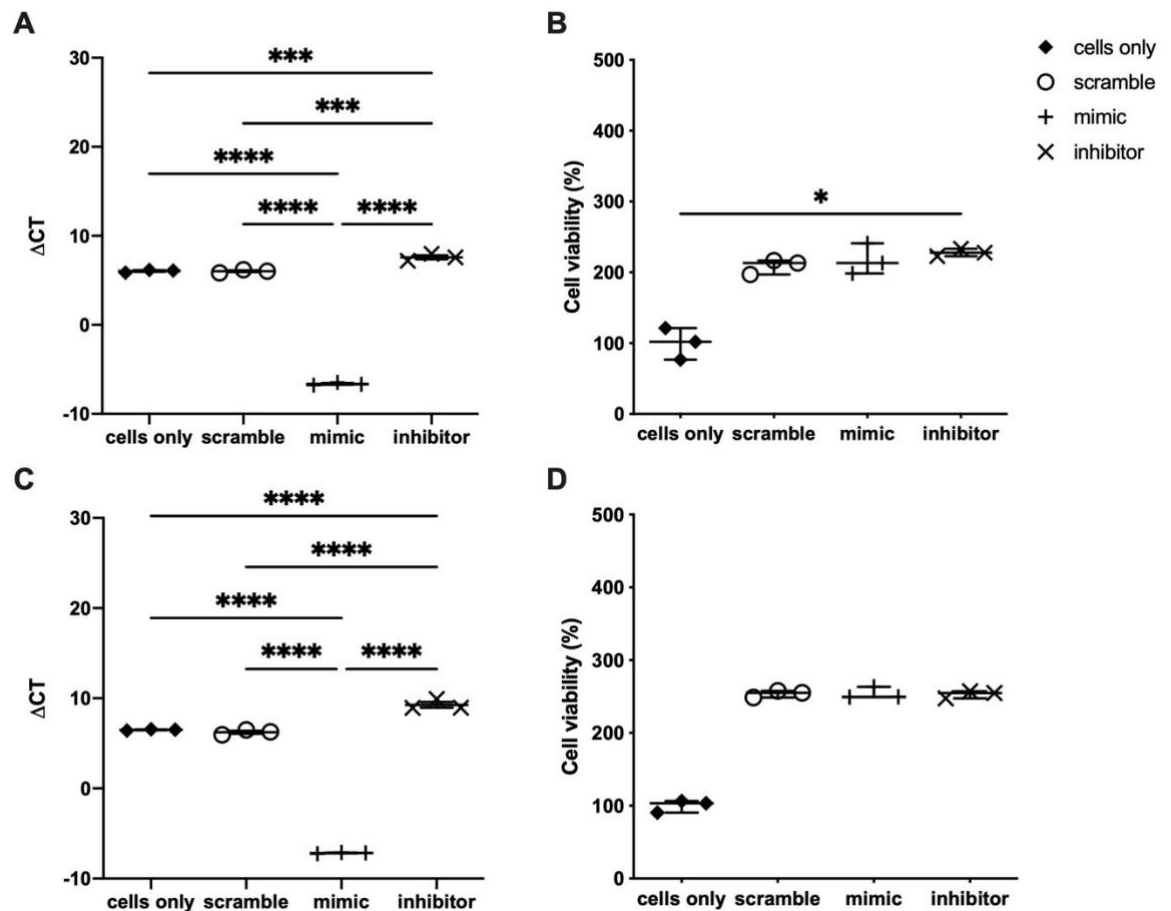 A
30
20
10
0
-10
ΔCT
***
***
****
**** ****
cells only scramble mimic inhibitor
B
500
400
300
200
100
0
Cell viability (%)
*
cells only scramble mimic inhibitor
cells only
scramble
mimic
inhibitor
C
30
20
10
0
-10
ΔCT
****
****
****
**** ****
cells only scramble mimic inhibitor
D
500
400
300
200
100
0
Cell viability (%)
cells only scramble mimic inhibitor